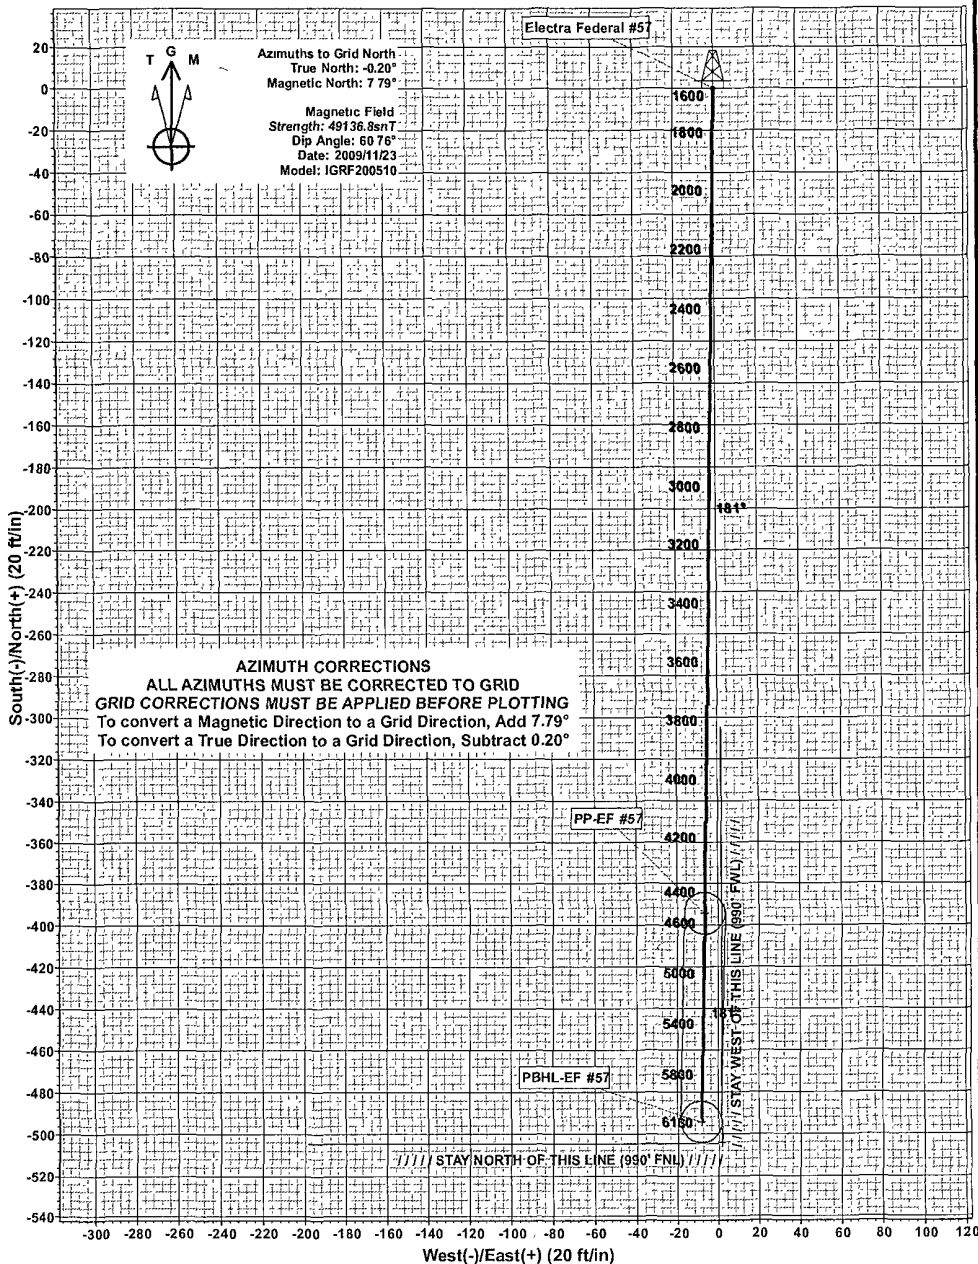 Electra Federal #57
T G M
Azimuths to Grid North
True North: -0.20°
Magnetic North: 7 79°
Magnetic Field
Strength: 49136.8snT
Dip Angle: 60 76°
Date: 2009/11/23
Model: IGRF200510
20
0
-20
-40
-60
-80
-100
-120
-140
-160
-180
-200
-220
-240
-260
-280
-300
-320
-340
-360
-380
-400
-420
-440
-460
-480
-500
-520
-540
South(-)/North(+) (20 ft/in)
1600
1800
2000
2200
2400
2600
2800
3000
181°
3200
3400
3600
3800
4000
4200
4400
4600
5000
5400
5800
6150
AZIMUTH CORRECTIONS
ALL AZIMUTHS MUST BE CORRECTED TO GRID
GRID CORRECTIONS MUST BE APPLIED BEFORE PLOTTING
To convert a Magnetic Direction to a Grid Direction, Add 7.79°
To convert a True Direction to a Grid Direction, Subtract 0.20°
PP-EF #57
PBHL-EF #57
///// STAY WEST OF THIS LINE (990' FWL) /////
///// STAY NORTH OF THIS LINE (990' FNL) /////
-300 -280 -260 -240 -220 -200 -180 -160 -140 -120 -100 -80 -60 -40 -20 0 20 40 60 80 100 120
West(-)/East(+) (20 ft/in)